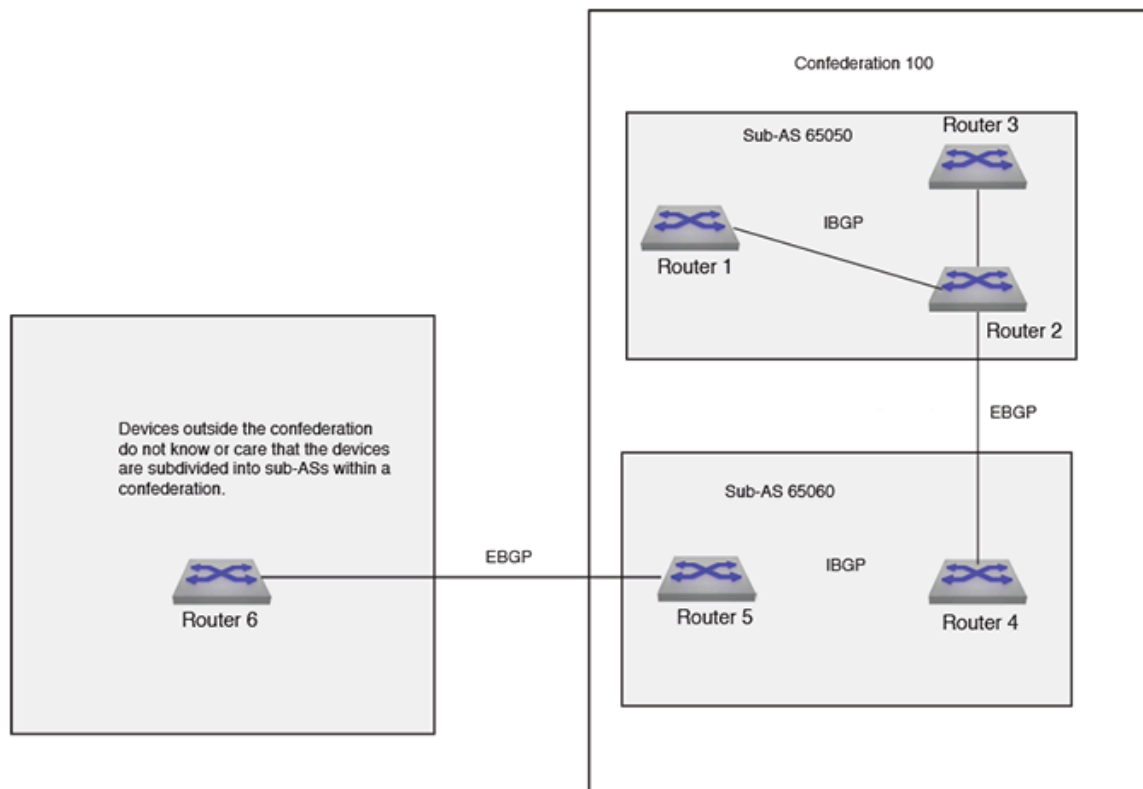 Confederation 100
Sub-AS 65050
Router 3
IBGP
Router 1
Router 2
EBGP
Devices outside the confederation
do not know or care that the devices
are subdivided into sub-ASs within a
confederation.
Sub-AS 65060
EBGP
IBGP
Router 6
Router 5
Router 4